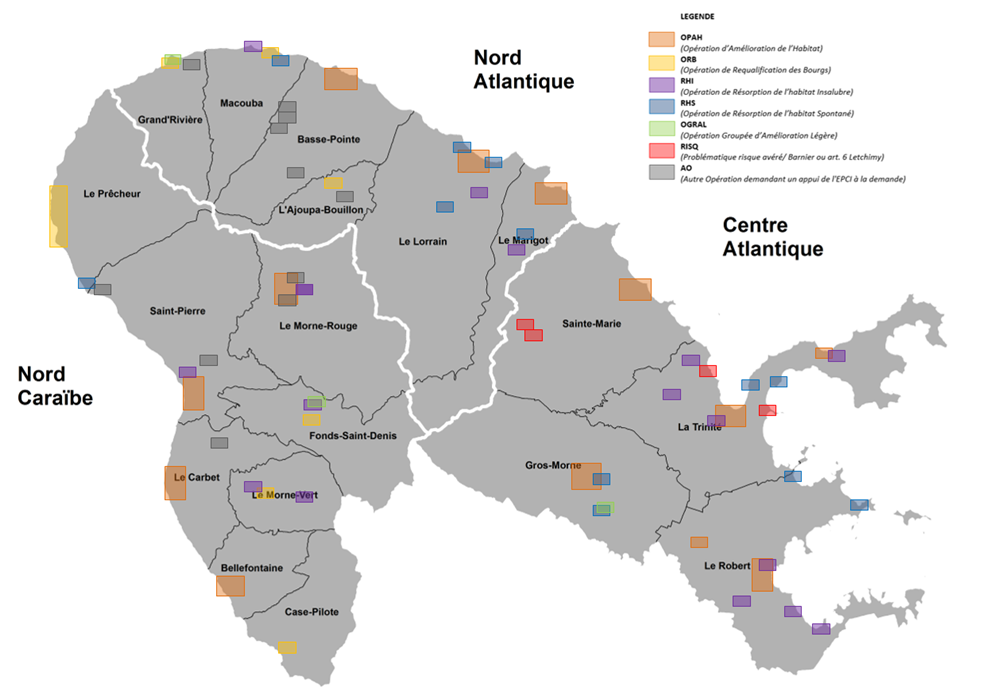 LEGENDE
OPAH
(Opération d'Amélioration de l'Habitat)
ORB
(Opération de Requalification des Bourgs)
RHI
(Opération de Résorption de l'habitat Insalubre)
RHS
(Opération de Résorption de l'habitat Spontané)
OGRAL
(Opération Groupée d'Amélioration Légère)
RISQ
(Problématique risque avéré/ Barnier ou art. 6 Letchimy)
AO
(Autre Opération demandant un appui de l'EPCI à la demande)
Nord
Atlantique
Macouba
Grand'Rivière
Basse-Pointe
Le Prêcheur
L'Ajoupa-Bouillon
Centre
Atlantique
Le Lorrain
Le Marigot
Saint-Pierre
Le Morne-Rouge
Sainte-Marie
Nord
Caraïbe
La Trinité
Fonds-Saint-Denis
Gros-Morne
Le Carbet
Le Morne-Vert
Bellefontaine
Le Robert
Case-Pilote